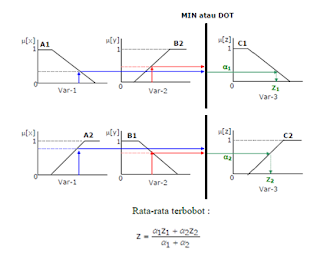 MIN atau DOT
μ[x] A1
1
0
Var-1
μ[y] B2
1
0
Var-2
μ[z] C1
1
α1
0
z1
Var-3
μ[x] A2
1
0
Var-1
μ[y] B1
1
0
Var-2
μ[z] C2
1
α2
0
z2
Var-3
Rata-rata terbobot :
z = α1z1 + α2z2
α1 + α2